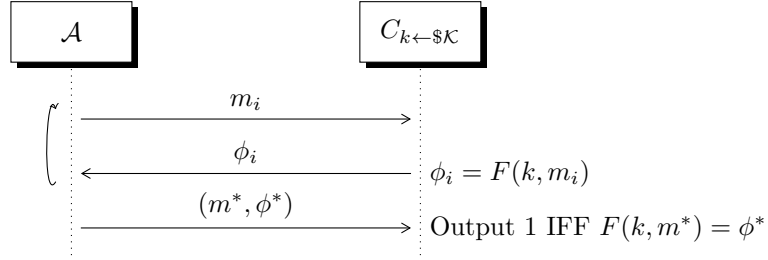 𝒜
C_{k←$𝒦}
m_i
ϕ_i
ϕ_i = F(k, m_i)
(m*, ϕ*)
Output 1 IFF F(k, m*) = ϕ*